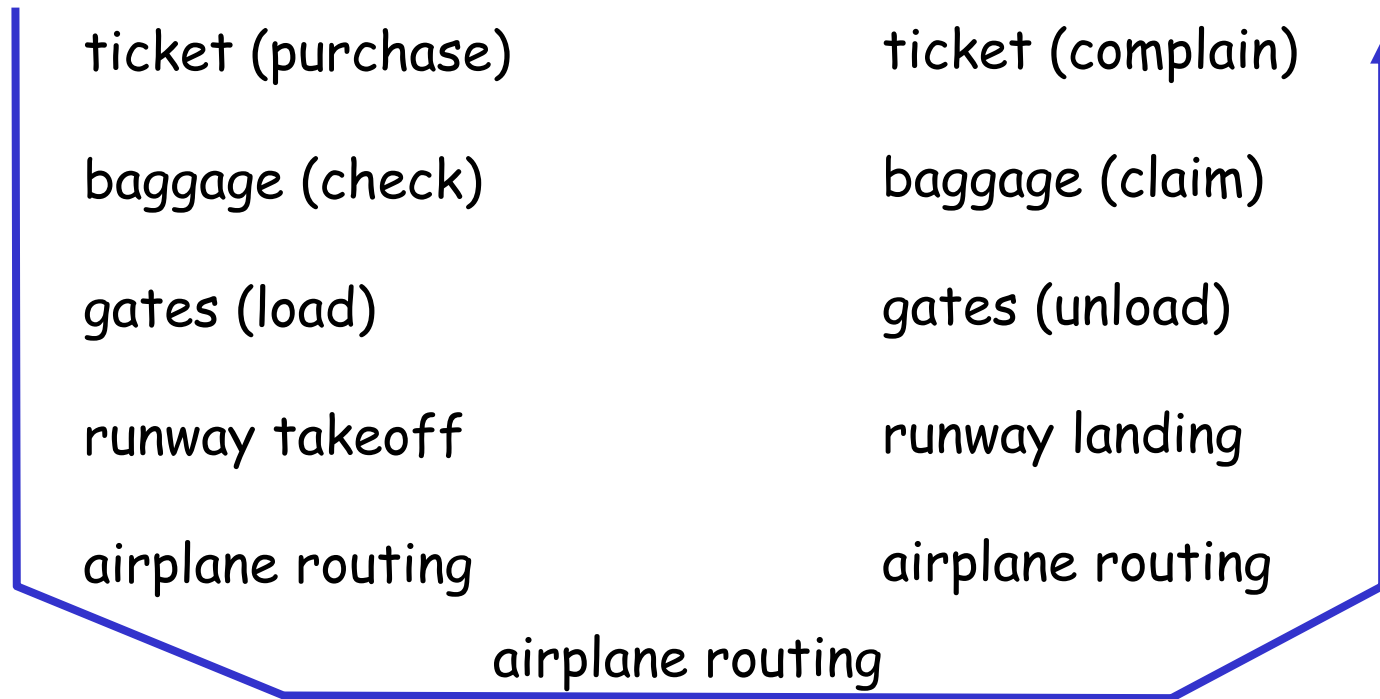 ticket (purchase)
baggage (check)
gates (load)
runway takeoff
airplane routing
ticket (complain)
baggage (claim)
gates (unload)
runway landing
airplane routing
airplane routing